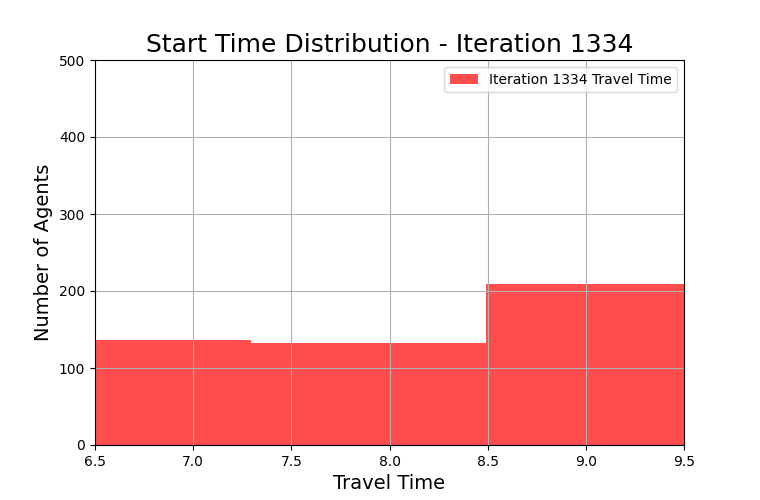 Start Time Distribution - Iteration 1334
500
400
300
200
100
0
Number of Agents
Iteration 1334 Travel Time
6.5 7.0 7.5 8.0 8.5 9.0 9.5
Travel Time